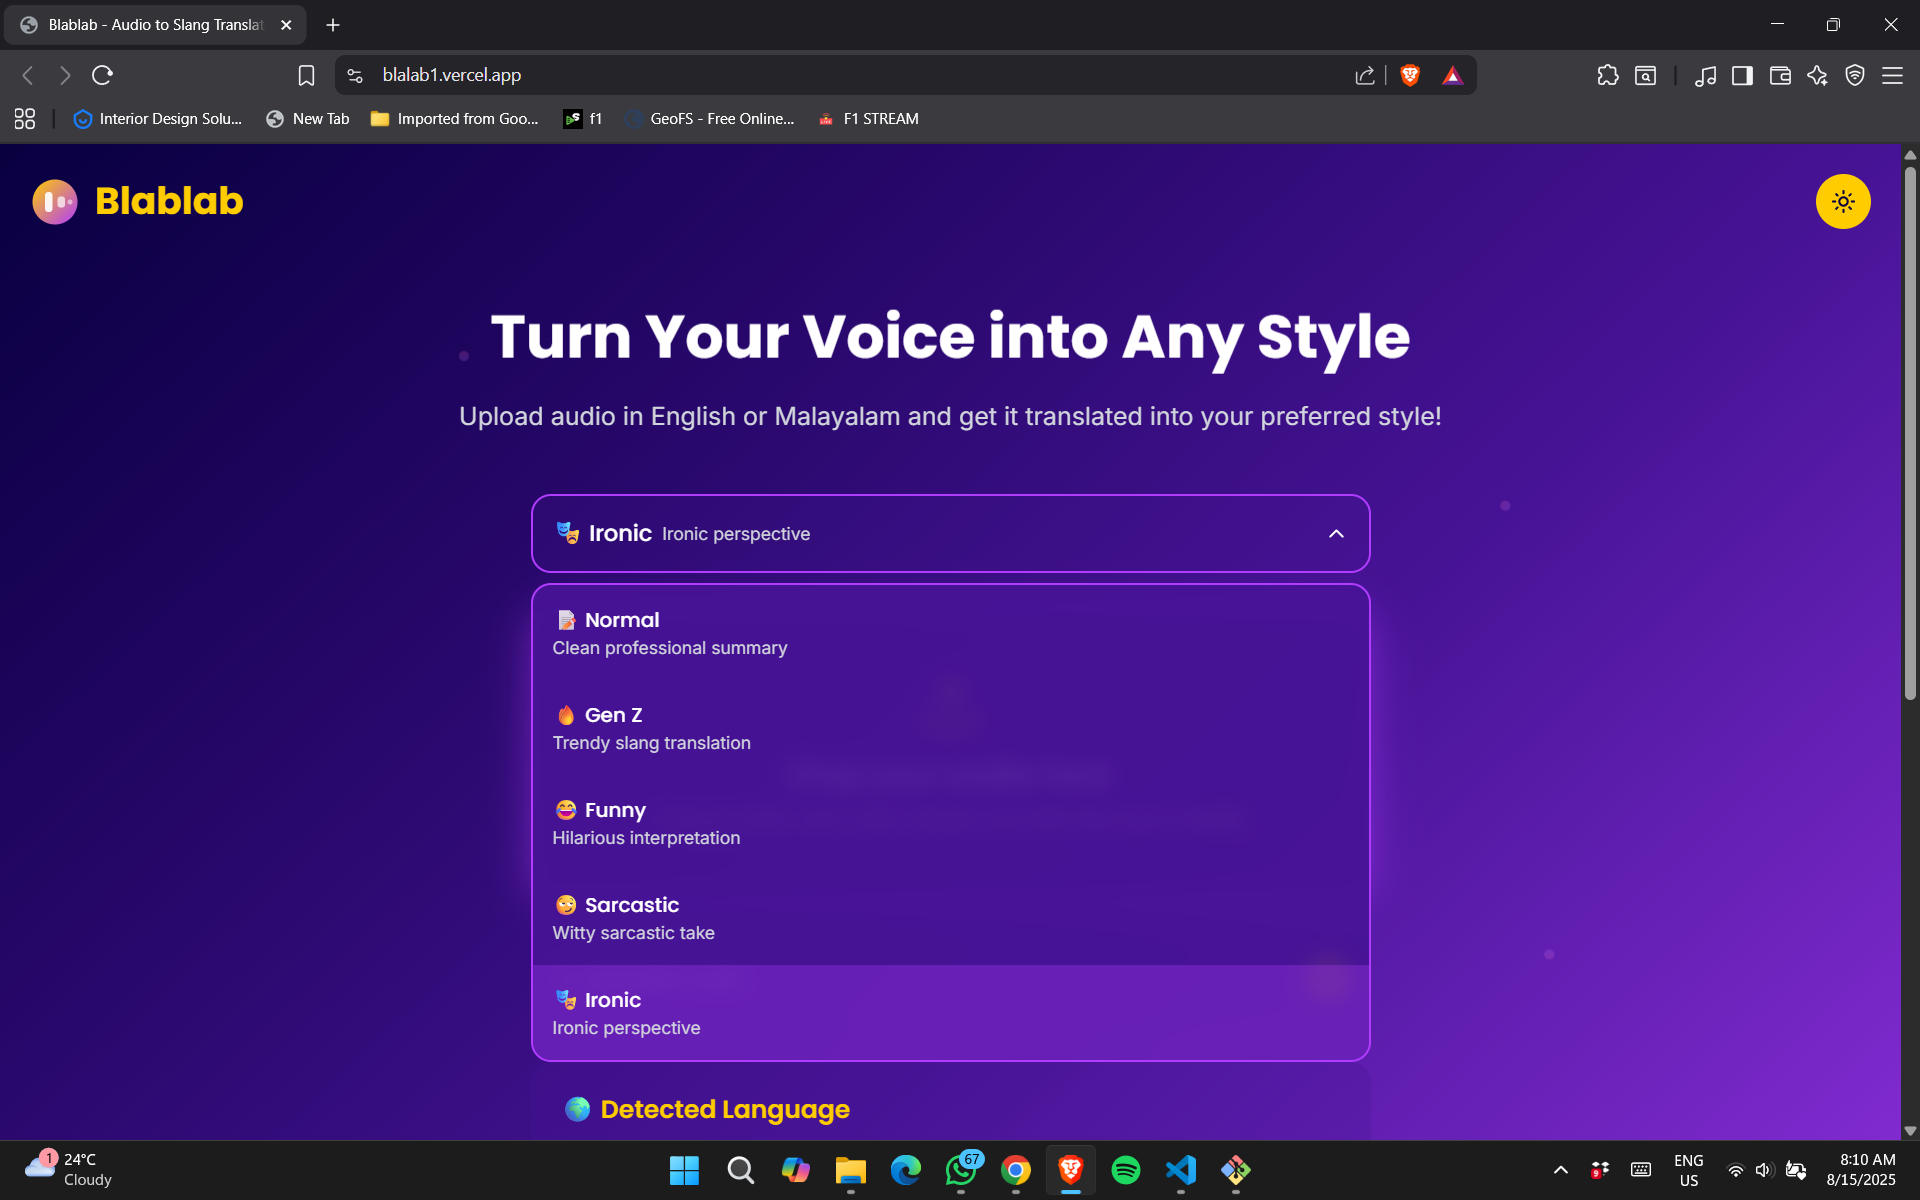 Blablab - Audio to Slang Translat
blalab1.vercel.app
Interior Design Solu...
New Tab
Imported from Goo...
f1
GeoFS - Free Online...
F1 STREAM
Blablab
Turn Your Voice into Any Style
Upload audio in English or Malayalam and get it translated into your preferred style!
Ironic Ironic perspective
Normal
Clean professional summary
Gen Z
Trendy slang translation
Funny
Hilarious interpretation
Sarcastic
Witty sarcastic take
Ironic
Ironic perspective
Detected Language
1
24°C
Cloudy
67
9
ENG
US
8:10 AM
8/15/2025